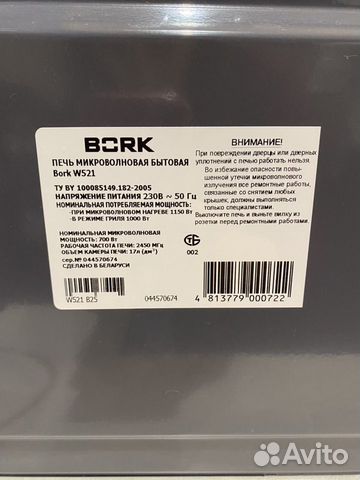 BORK
ПЕЧЬ МИКРОВОЛНОВАЯ БЫТОВАЯ
Bork W521
ТУ BY 100085149.182-2005
НАПРЯЖЕНИЕ ПИТАНИЯ 230В ~ 50 Гц
НОМИНАЛЬНАЯ ПОТРЕБЛЯЕМАЯ МОЩНОСТЬ:
-ПРИ МИКРОВОЛНОВОМ НАГРЕВЕ 1150 Вт
-В РЕЖИМЕ ГРИЛЯ 1000 Вт
НОМИНАЛЬНАЯ МИКРОВОЛНОВАЯ
МОЩНОСТЬ: 700 Вт
РАБОЧАЯ ЧАСТОТА ПЕЧИ: 2450 МГц
ОБЪЕМ КАМЕРЫ ПЕЧИ: 17л (дм³)
сер.№ 044570674
СДЕЛАНО В БЕЛАРУСИ
W521 B25 044570674
ВНИМАНИЕ!
При повреждении дверцы или дверных
уплотнений с печью работать нельзя.
Во избежание опасности повы-
шенной утечки микроволнового
излучения все ремонтные работы,
связанные со снятием любых
крышек, должны выполняться
только специалистами.
Выключите печь и выньте вилку из
розетки перед началом ремонта.
002
4 813779 000722
Avito